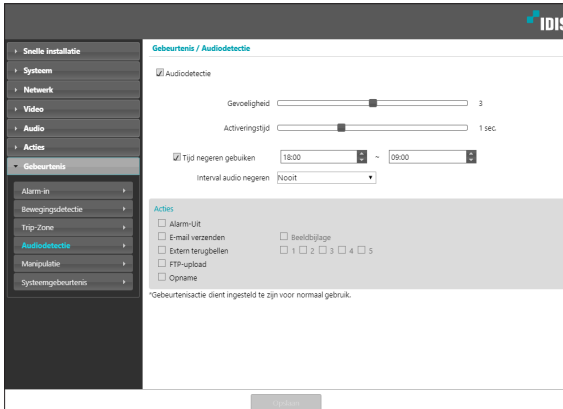 IDIS
Snelle installatie
Systeem
Netwerk
Video
Audio
Acties
Gebeurtenis
Alarm-in
Bewegingsdetectie
Trip-Zone
Audiodetectie
Manipulatie
Systeemgebeurtenis
Gebeurtenis / Audiodetectie
Audiodetectie
Gevoeligheid 3
Activeringstijd 1 sec.
Tijd negeren gebuiken 18:00 ~ 09:00
Interval audio negeren Nooit
Acties
Alarm-Uit
E-mail verzenden Beeldbijlage
Extern terugbellen 1 2 3 4 5
FTP-upload
Opname
*Gebeurtenisactie dient ingesteld te zijn voor normaal gebruik.
Opslaan